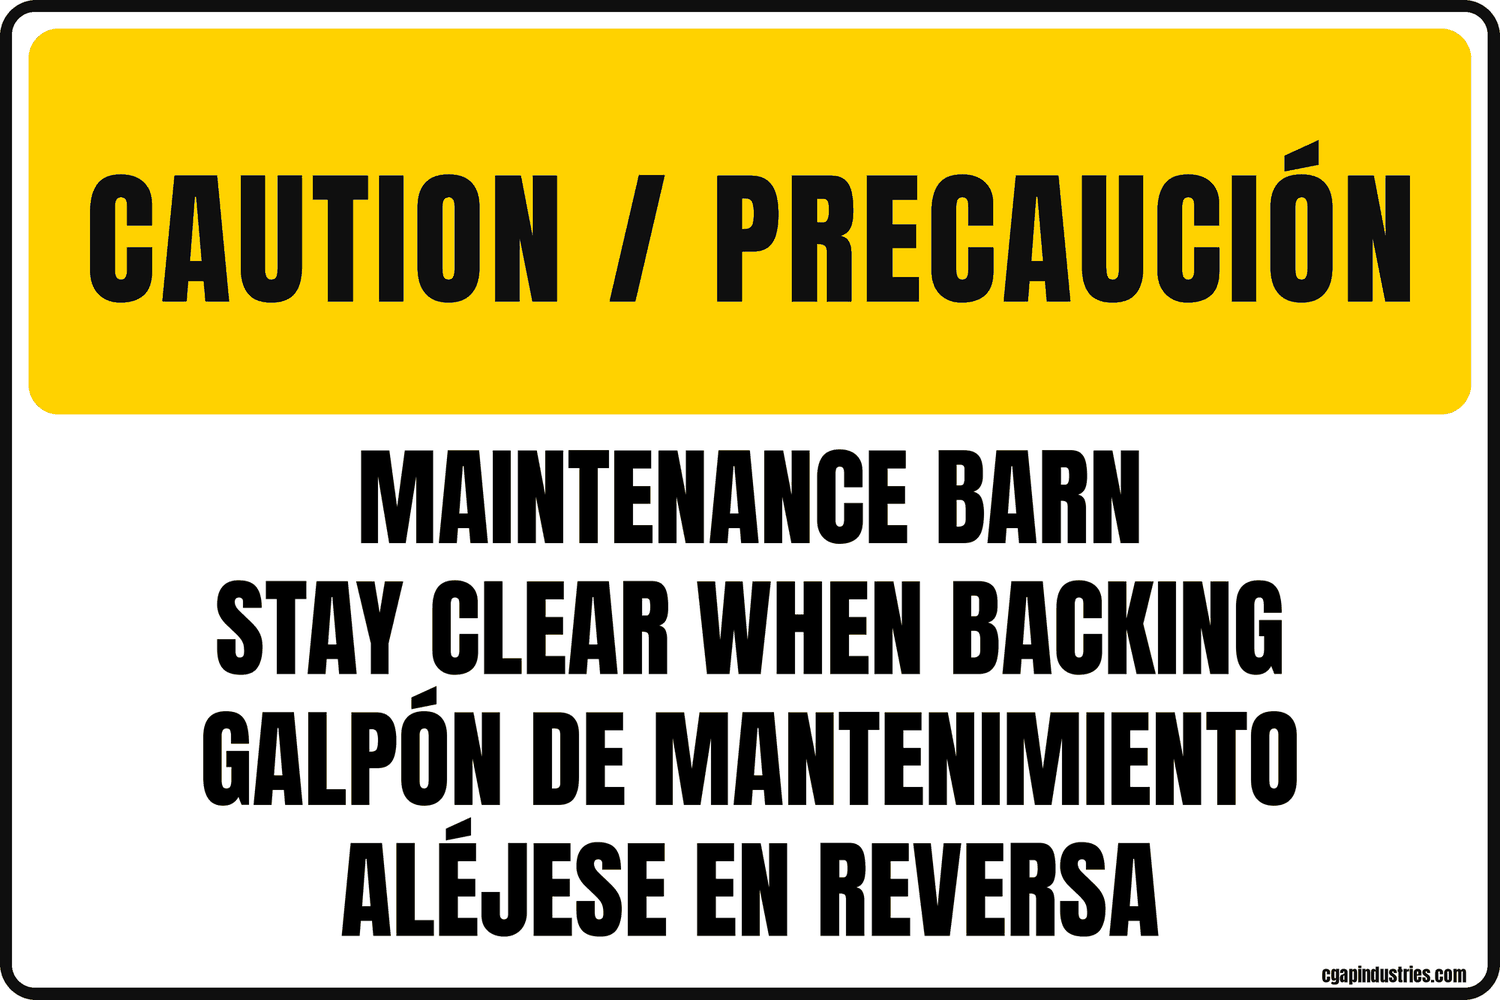 CAUTION / PRECAUCIÓN
MAINTENANCE BARN
STAY CLEAR WHEN BACKING
GALPÓN DE MANTENIMIENTO
ALÉJESE EN REVERSA
cgapindustries.com